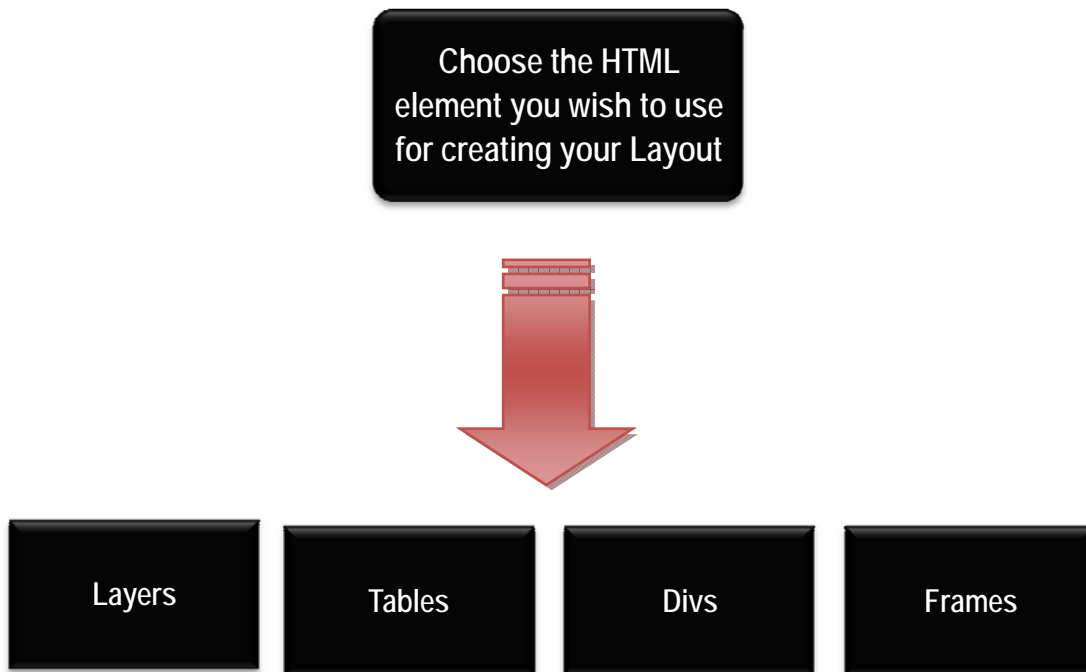 Choose the HTML
element you wish to use
for creating your Layout
Layers
Tables
Divs
Frames